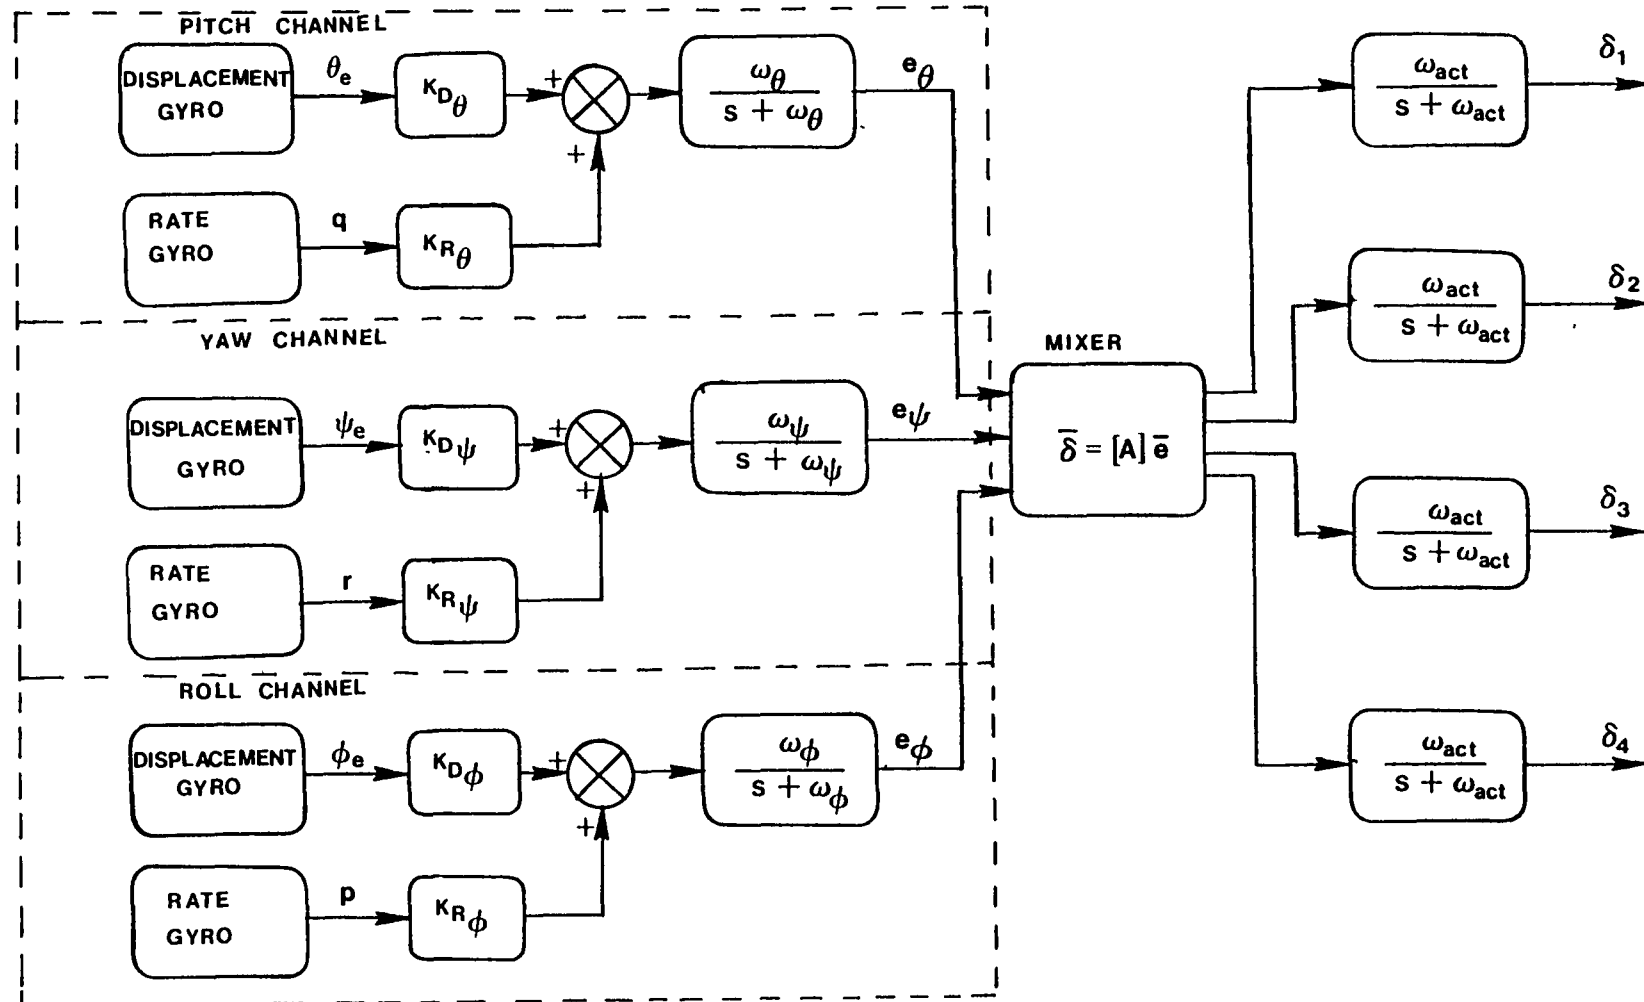 PITCH CHANNEL
DISPLACEMENT
GYRO
θe
KDθ
+
+
ωθ
s + ωθ
eθ
RATE
GYRO
q
KRθ
YAW CHANNEL
DISPLACEMENT
GYRO
ψe
KDψ
+
+
ωψ
s + ωψ
eψ
RATE
GYRO
r
KRψ
ROLL CHANNEL
DISPLACEMENT
GYRO
ϕe
KDϕ
+
+
ωϕ
s + ωϕ
eϕ
RATE
GYRO
p
KRϕ
MIXER
δ̅ = [A] e̅
ωact
s + ωact
δ1
ωact
s + ωact
δ2
ωact
s + ωact
δ3
ωact
s + ωact
δ4